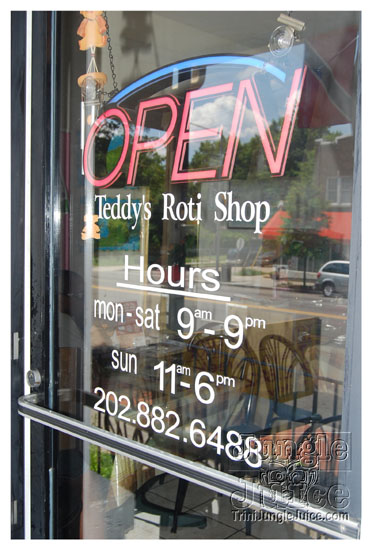 OPEN
Teddy's Roti Shop
Hours
mon-sat 9am-9pm
sun 11am-6pm
202.882.6488
Jungle
Juice
TriniJungleJuice.com